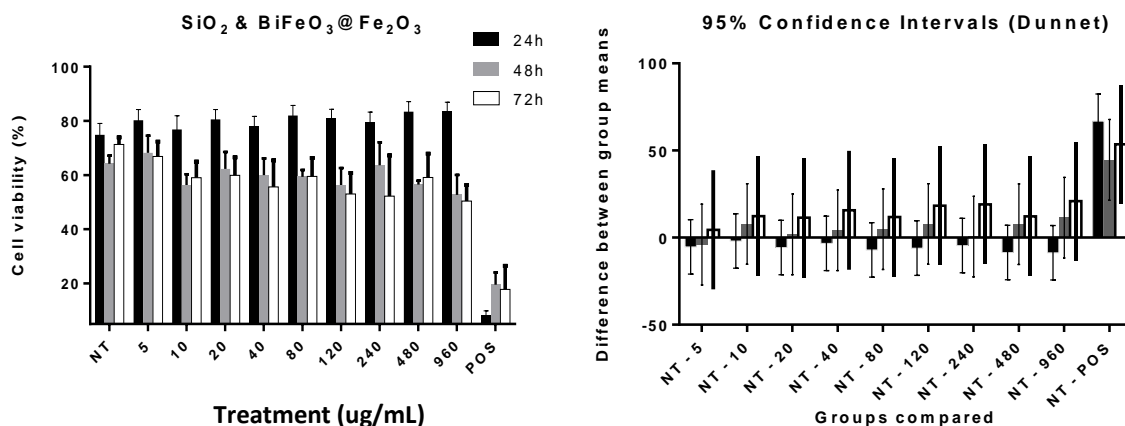 SiO₂ & BiFeO₃@Fe₂O₃
24h
48h
72h
Cell viability (%)
100
80
60
40
20
NT
5
10
20
40
80
120
240
480
960
POS
Treatment (ug/mL)
95% Confidence Intervals (Dunnet)
Difference between group means
100
50
0
-50
NT - 5
NT - 10
NT - 20
NT - 40
NT - 80
NT - 120
NT - 240
NT - 480
NT - 960
NT - POS
Groups compared